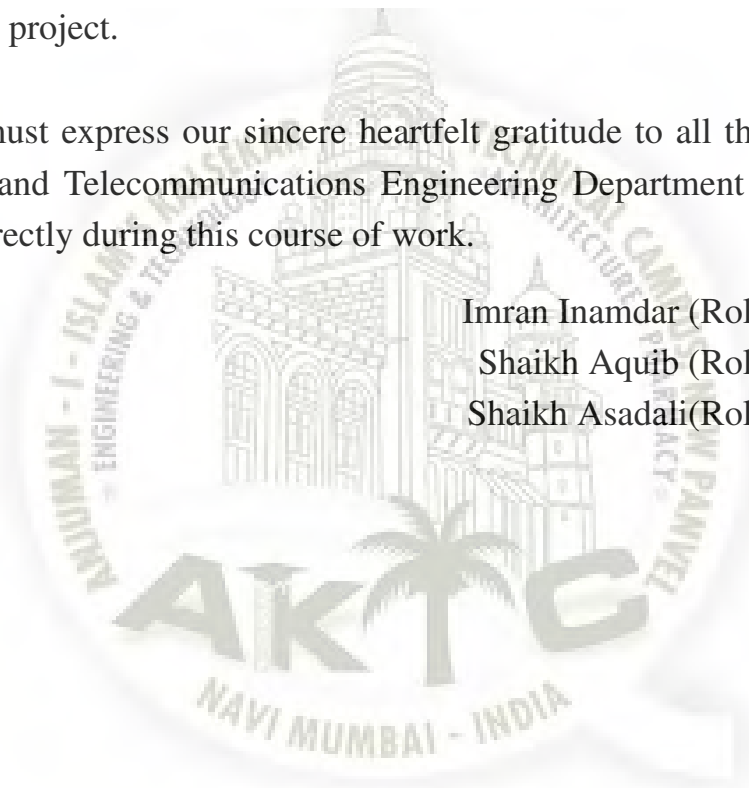 project.
must express our sincere heartfelt gratitude to all th
and Telecommunications Engineering Department
rectly during this course of work.
Imran Inamdar (Rol
Shaikh Aquib (Rol
Shaikh Asadali(Rol
ANJUMAN - I - ISLAM KALSEKAR TECHNICAL CAMPUS NEW PANVEL
ENGINEERING & TECHNOLOGY ARCHITECTURE PHARMACY
AKTC
NAVI MUMBAI - INDIA